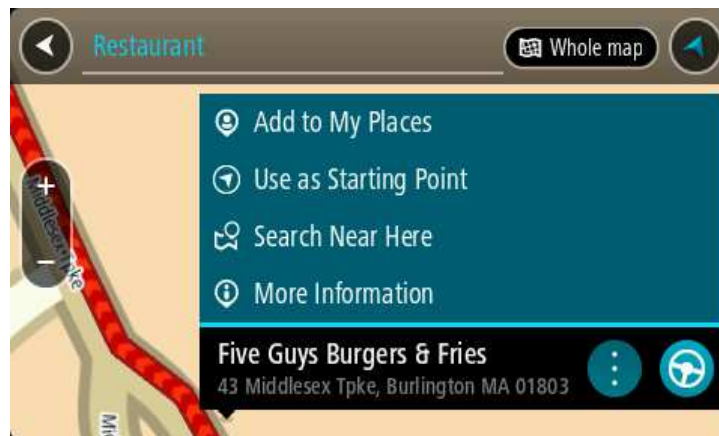 Restaurant
Whole map
Add to My Places
Use as Starting Point
Search Near Here
More Information
Middlesex Tpke
Five Guys Burgers & Fries
43 Middlesex Tpke, Burlington MA 01803